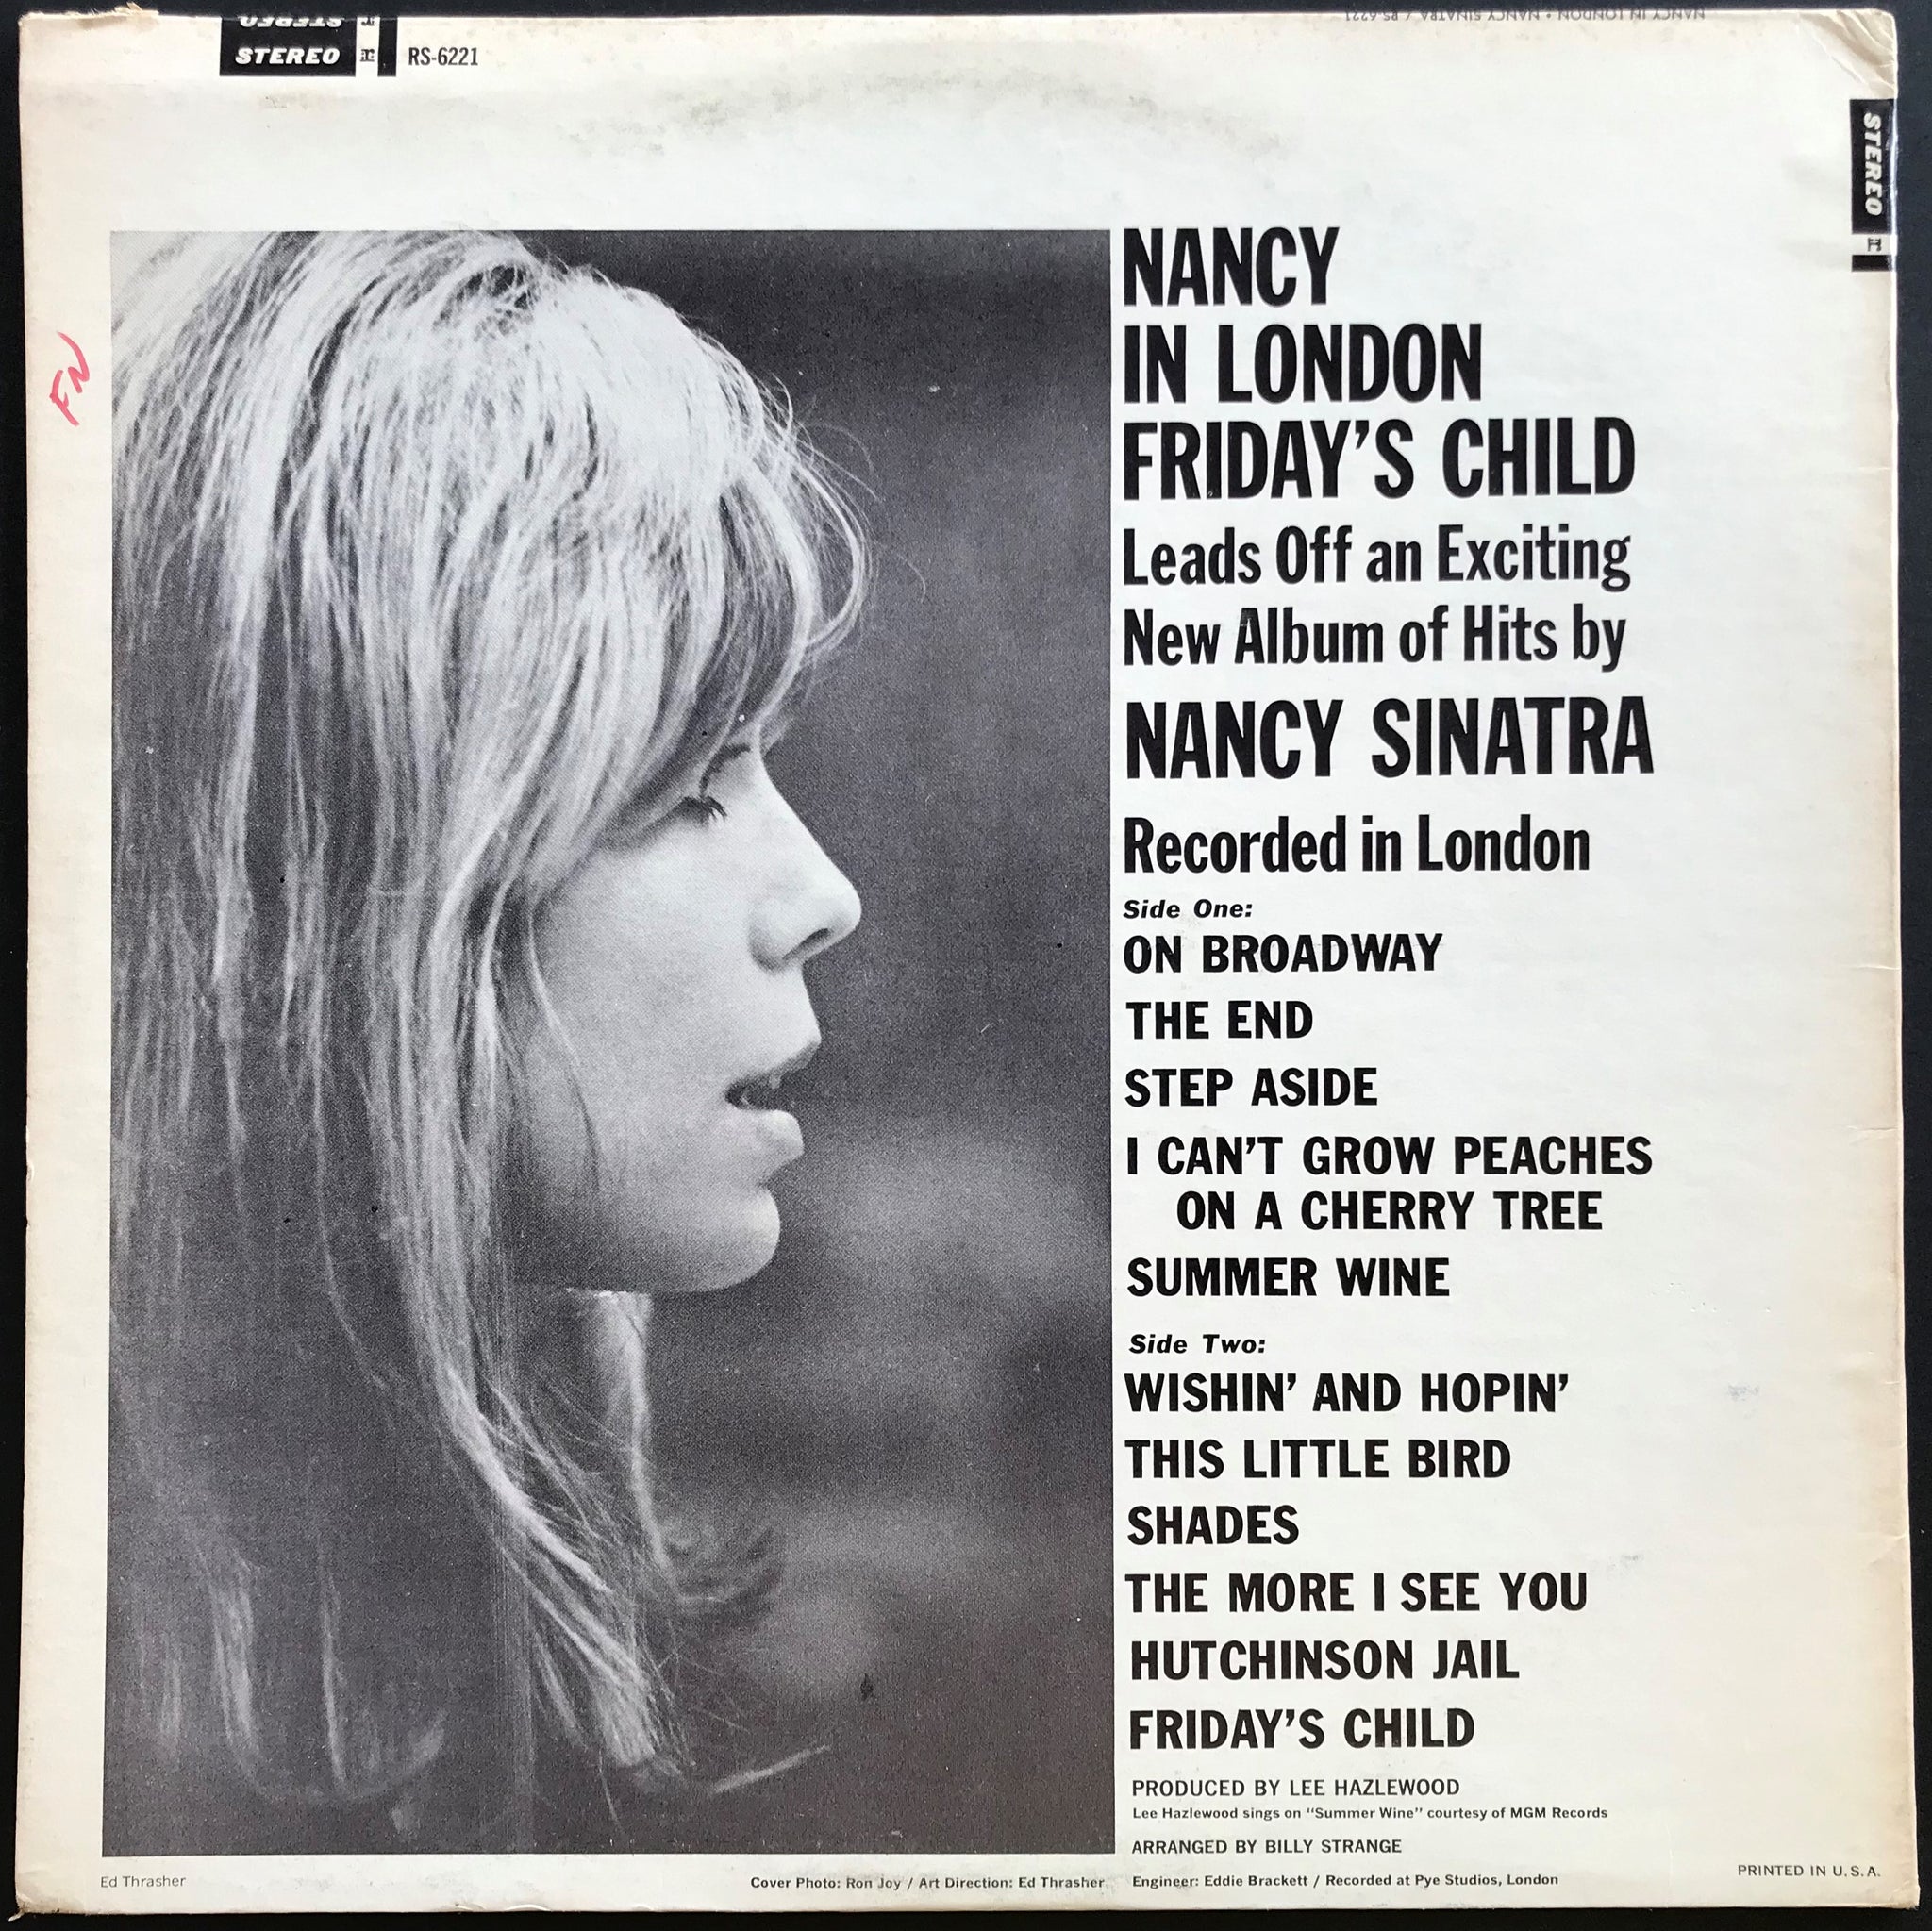 STEREO
STEREO RS-6221
NANCY IN LONDON • NANCY SINATRA / RS-6221
STEREO
FN
NANCY
IN LONDON
FRIDAY’S CHILD
Leads Off an Exciting
New Album of Hits by
NANCY SINATRA
Recorded in London
Side One:
ON BROADWAY
THE END
STEP ASIDE
I CAN’T GROW PEACHES
ON A CHERRY TREE
SUMMER WINE
Side Two:
WISHIN’ AND HOPIN’
THIS LITTLE BIRD
SHADES
THE MORE I SEE YOU
HUTCHINSON JAIL
FRIDAY’S CHILD
PRODUCED BY LEE HAZLEWOOD
Lee Hazlewood sings on “Summer Wine” courtesy of MGM Records
ARRANGED BY BILLY STRANGE
Ed Thrasher
Cover Photo: Ron Joy / Art Direction: Ed Thrasher
Engineer: Eddie Brackett / Recorded at Pye Studios, London
PRINTED IN U.S.A.